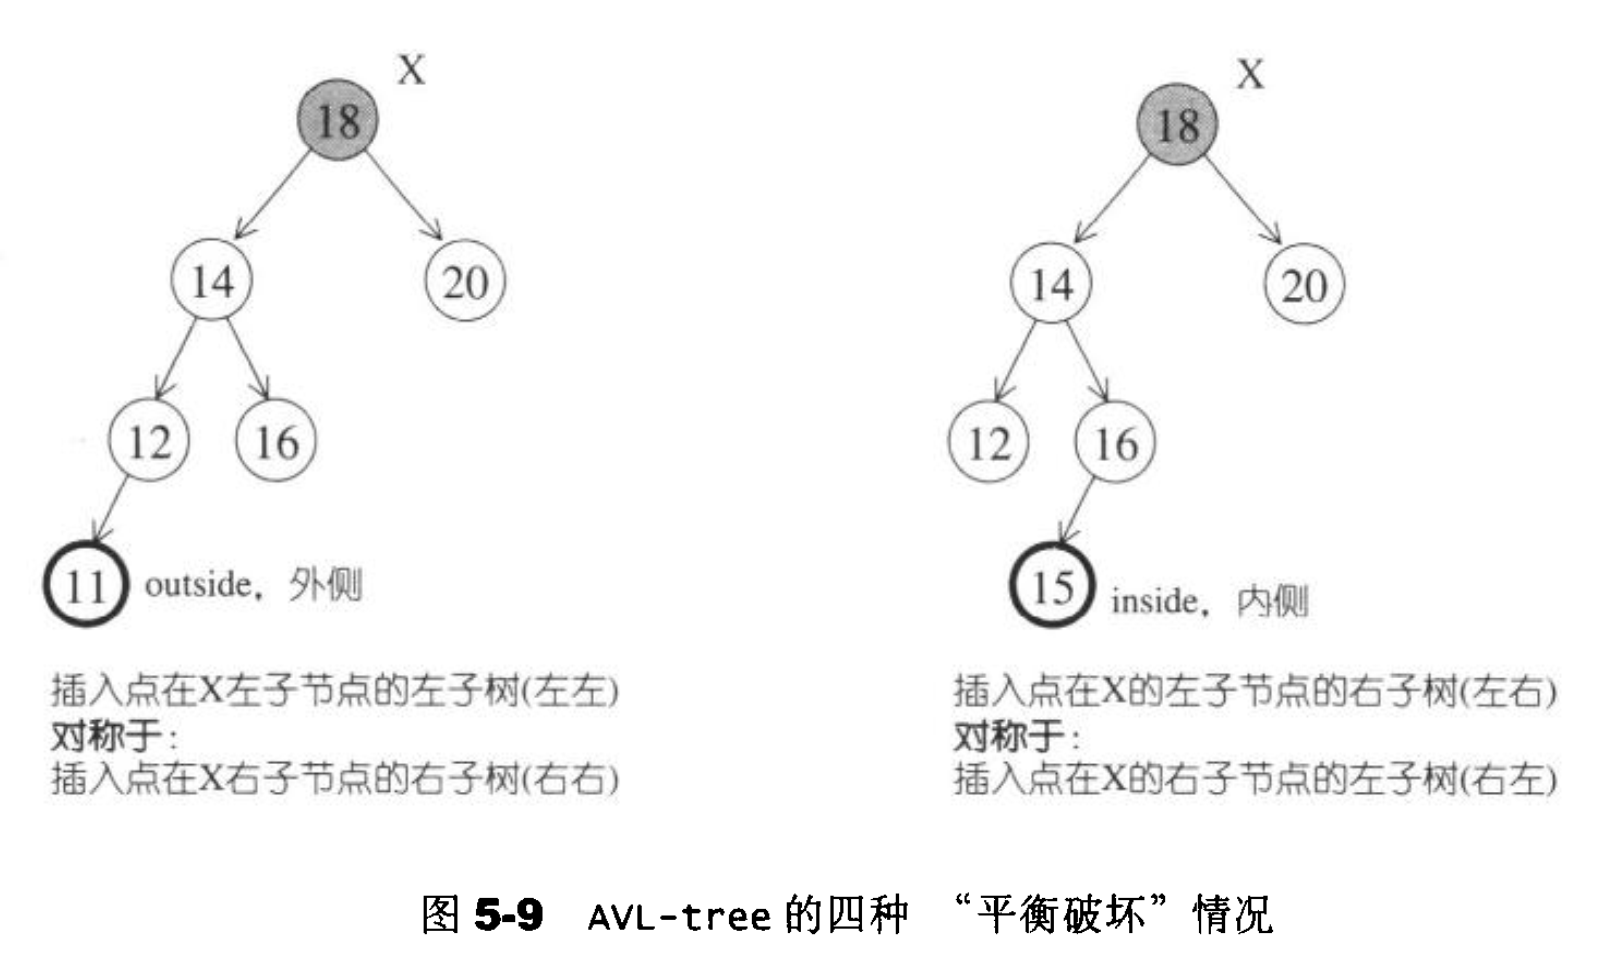 X
18
14
20
12
16
11
outside，外侧
插入点在X左子节点的左子树(左左)
对称于：
插入点在X右子节点的右子树(右右)
X
18
14
20
12
16
15
inside，内侧
插入点在X的左子节点的右子树(左右)
对称于：
插入点在X的右子节点的左子树(右左)
图 5-9 AVL-tree 的四种 “平衡破坏”情况